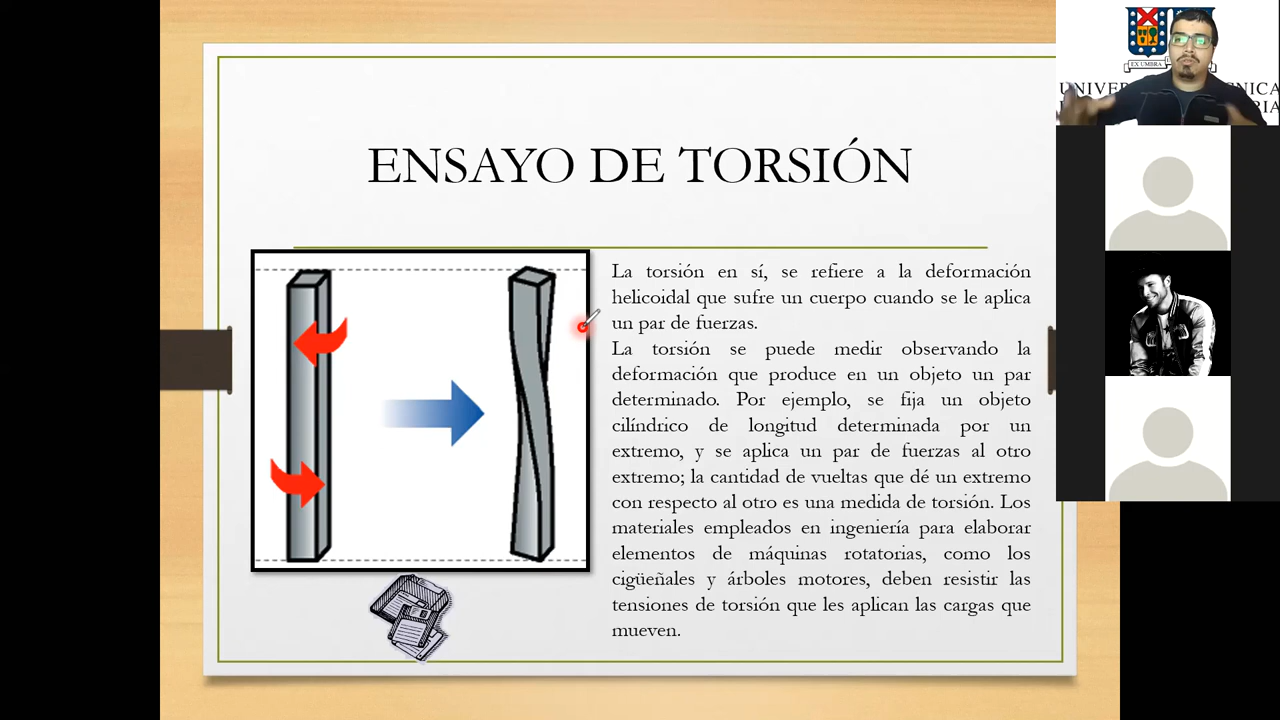 ENSAYO DE TORSIÓN
La torsión en sí, se refiere a la deformación
helicoidal que sufre un cuerpo cuando se le aplica
un par de fuerzas.
La torsión se puede medir observando la
deformación que produce en un objeto un par
determinado. Por ejemplo, se fija un objeto
cilíndrico de longitud determinada por un
extremo, y se aplica un par de fuerzas al otro
extremo; la cantidad de vueltas que dé un extremo
con respecto al otro es una medida de torsión. Los
materiales empleados en ingeniería para elaborar
elementos de máquinas rotatorias, como los
cigüeñales y árboles motores, deben resistir las
tensiones de torsión que les aplican las cargas que
mueven.
EX UMBRA